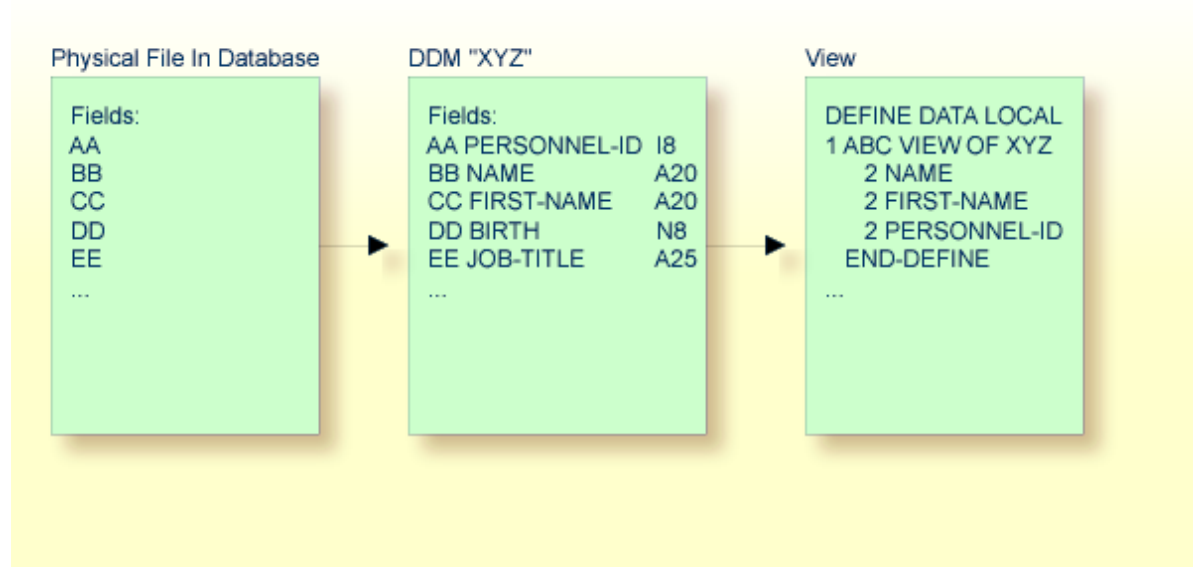 Physical File In Database
Fields:
AA
BB
CC
DD
EE
...
DDM "XYZ"
Fields:
AA PERSONNEL-ID I8
BB NAME A20
CC FIRST-NAME A20
DD BIRTH N8
EE JOB-TITLE A25
...
View
DEFINE DATA LOCAL
1 ABC VIEW OF XYZ
2 NAME
2 FIRST-NAME
2 PERSONNEL-ID
END-DEFINE
...